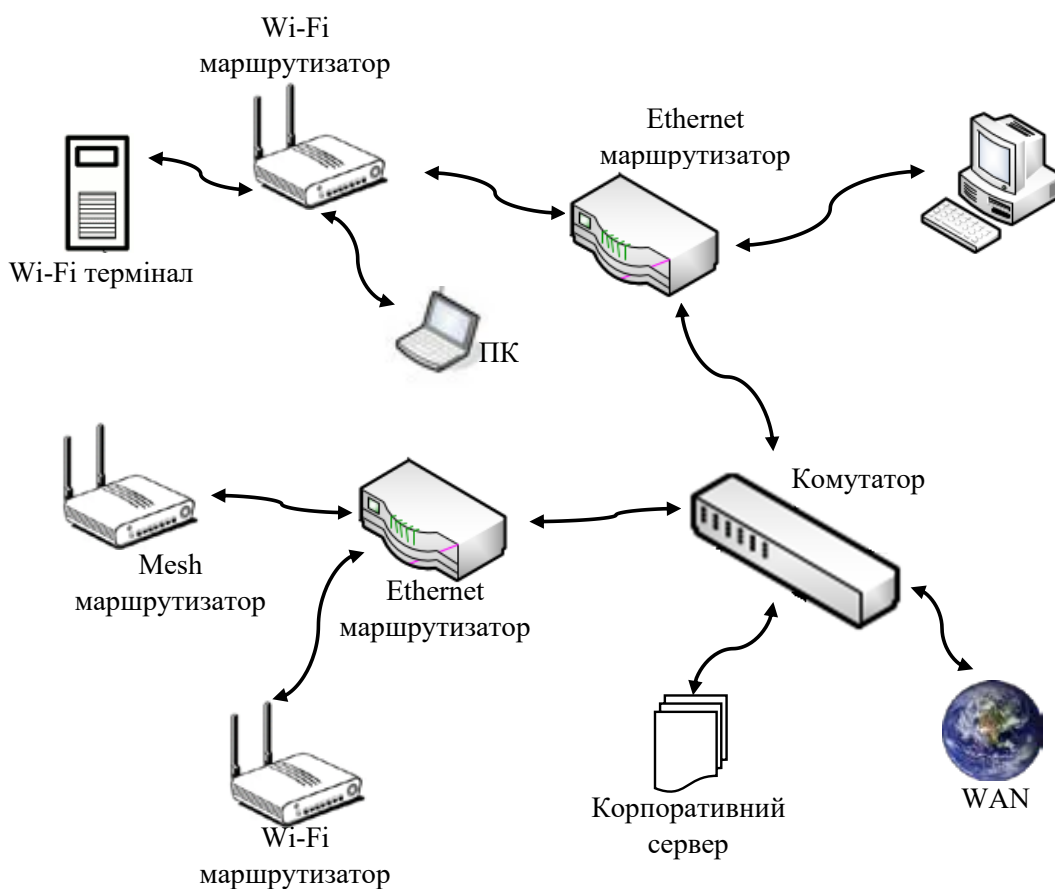 Wi-Fi
маршрутизатор
Ethernet
маршрутизатор
Wi-Fi термінал
ПК
Комутатор
Mesh
маршрутизатор
Ethernet
маршрутизатор
Корпоративний
сервер
WAN
Wi-Fi
маршрутизатор